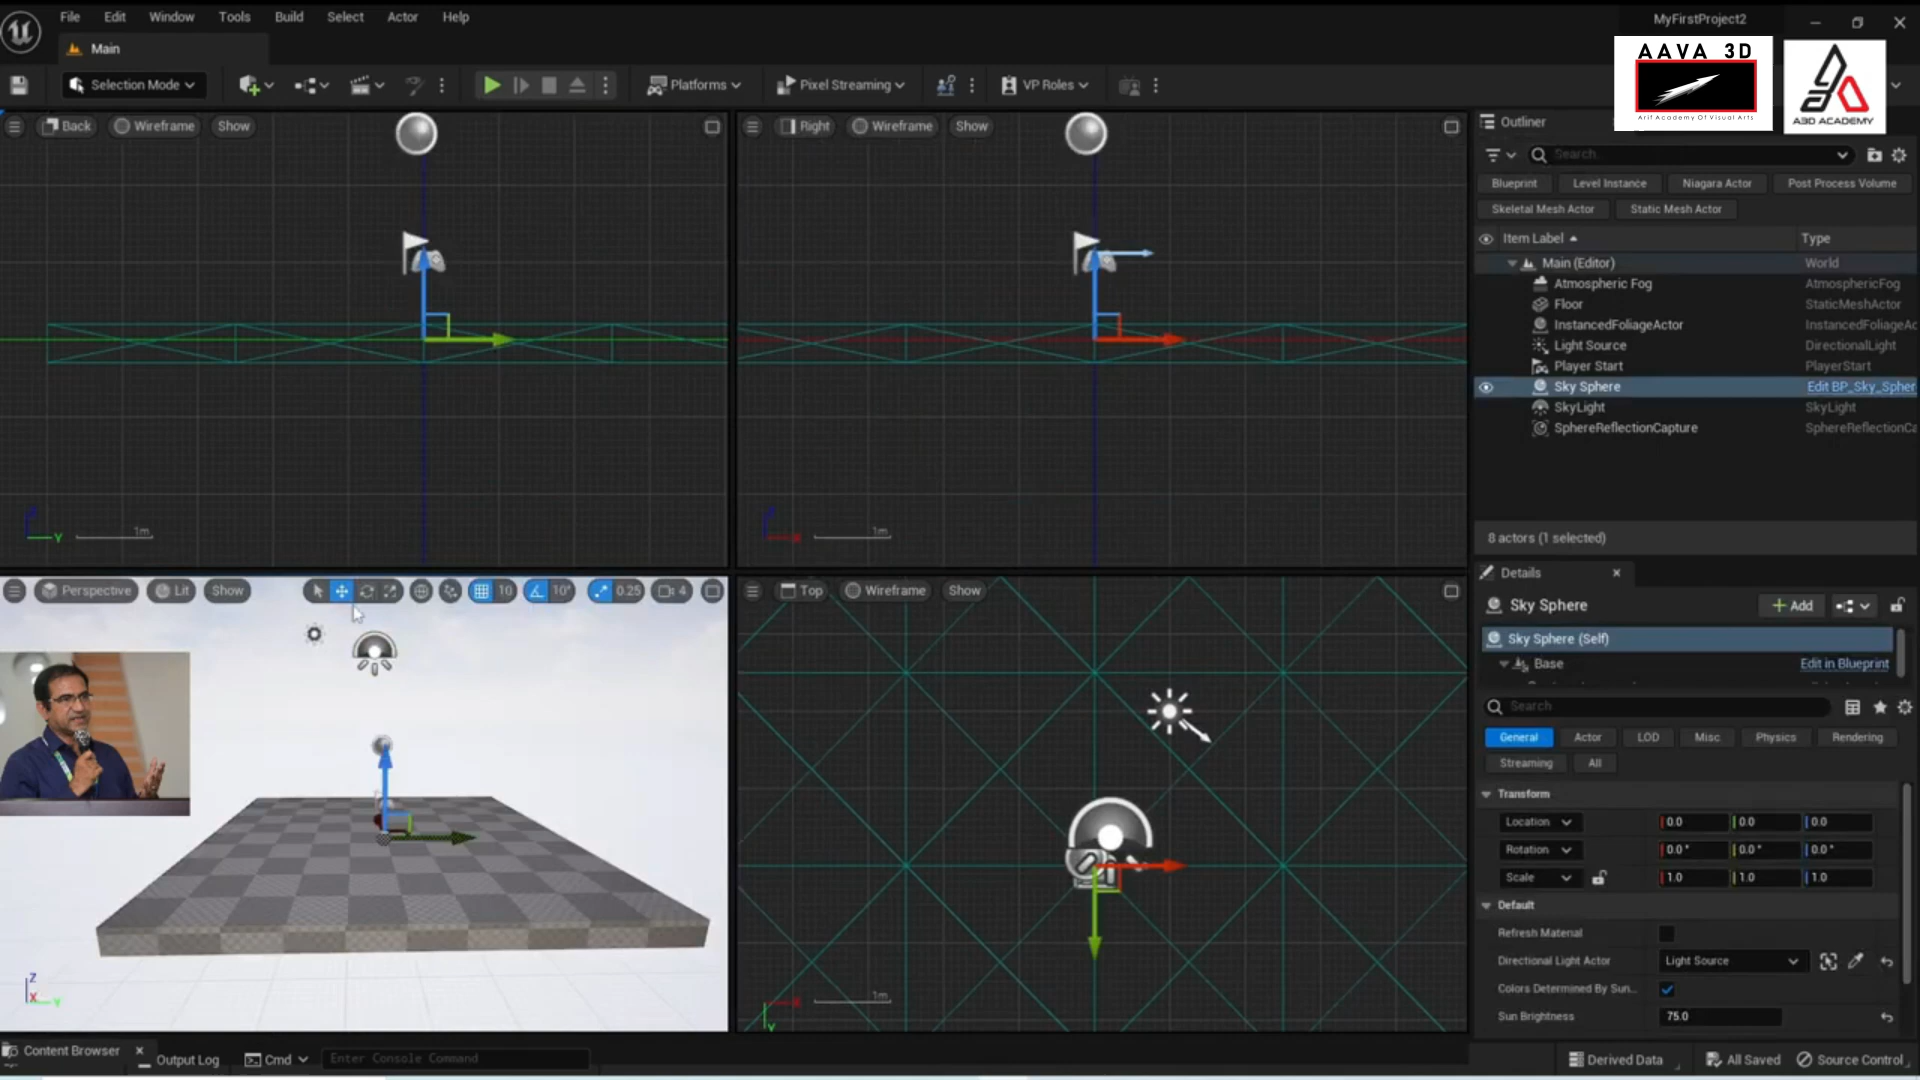 File Edit Window Tools Build Select Actor Help
MyFirstProject2
Main
AAVA 3D
Arif Academy Of Visual Arts
A3D ACADEMY
Selection Mode
Platforms
Pixel Streaming
VP Roles
Back Wireframe Show
Right Wireframe Show
Outliner
Search...
Blueprint Level Instance Niagara Actor Post Process Volume
Skeletal Mesh Actor Static Mesh Actor
Item Label Type
Main (Editor) World
Atmospheric Fog AtmosphericFog
Floor StaticMeshActor
InstancedFoliageActor InstancedFoliageAc
Light Source DirectionalLight
Player Start PlayerStart
Sky Sphere Edit BP_Sky_Spher
SkyLight SkyLight
SphereReflectionCapture SphereReflectionCa
8 actors (1 selected)
Y 1m
1m
Perspective Lit Show 10 10° 0.25 4
Top Wireframe Show
Details
Sky Sphere Add
Sky Sphere (Self)
Base Edit in Blueprint
Search
General Actor LOD Misc Physics Rendering
Streaming All
Transform
Location 0.0 0.0 0.0
Rotation 0.0° 0.0° 0.0°
Scale 1.0 1.0 1.0
Default
Refresh Material
Directional Light Actor Light Source
Colors Determined By Sun...
Sun Brightness 75.0
Z
X Y
X 1m
Y
Content Browser Output Log Cmd Enter Console Command
Derived Data All Saved Source Control